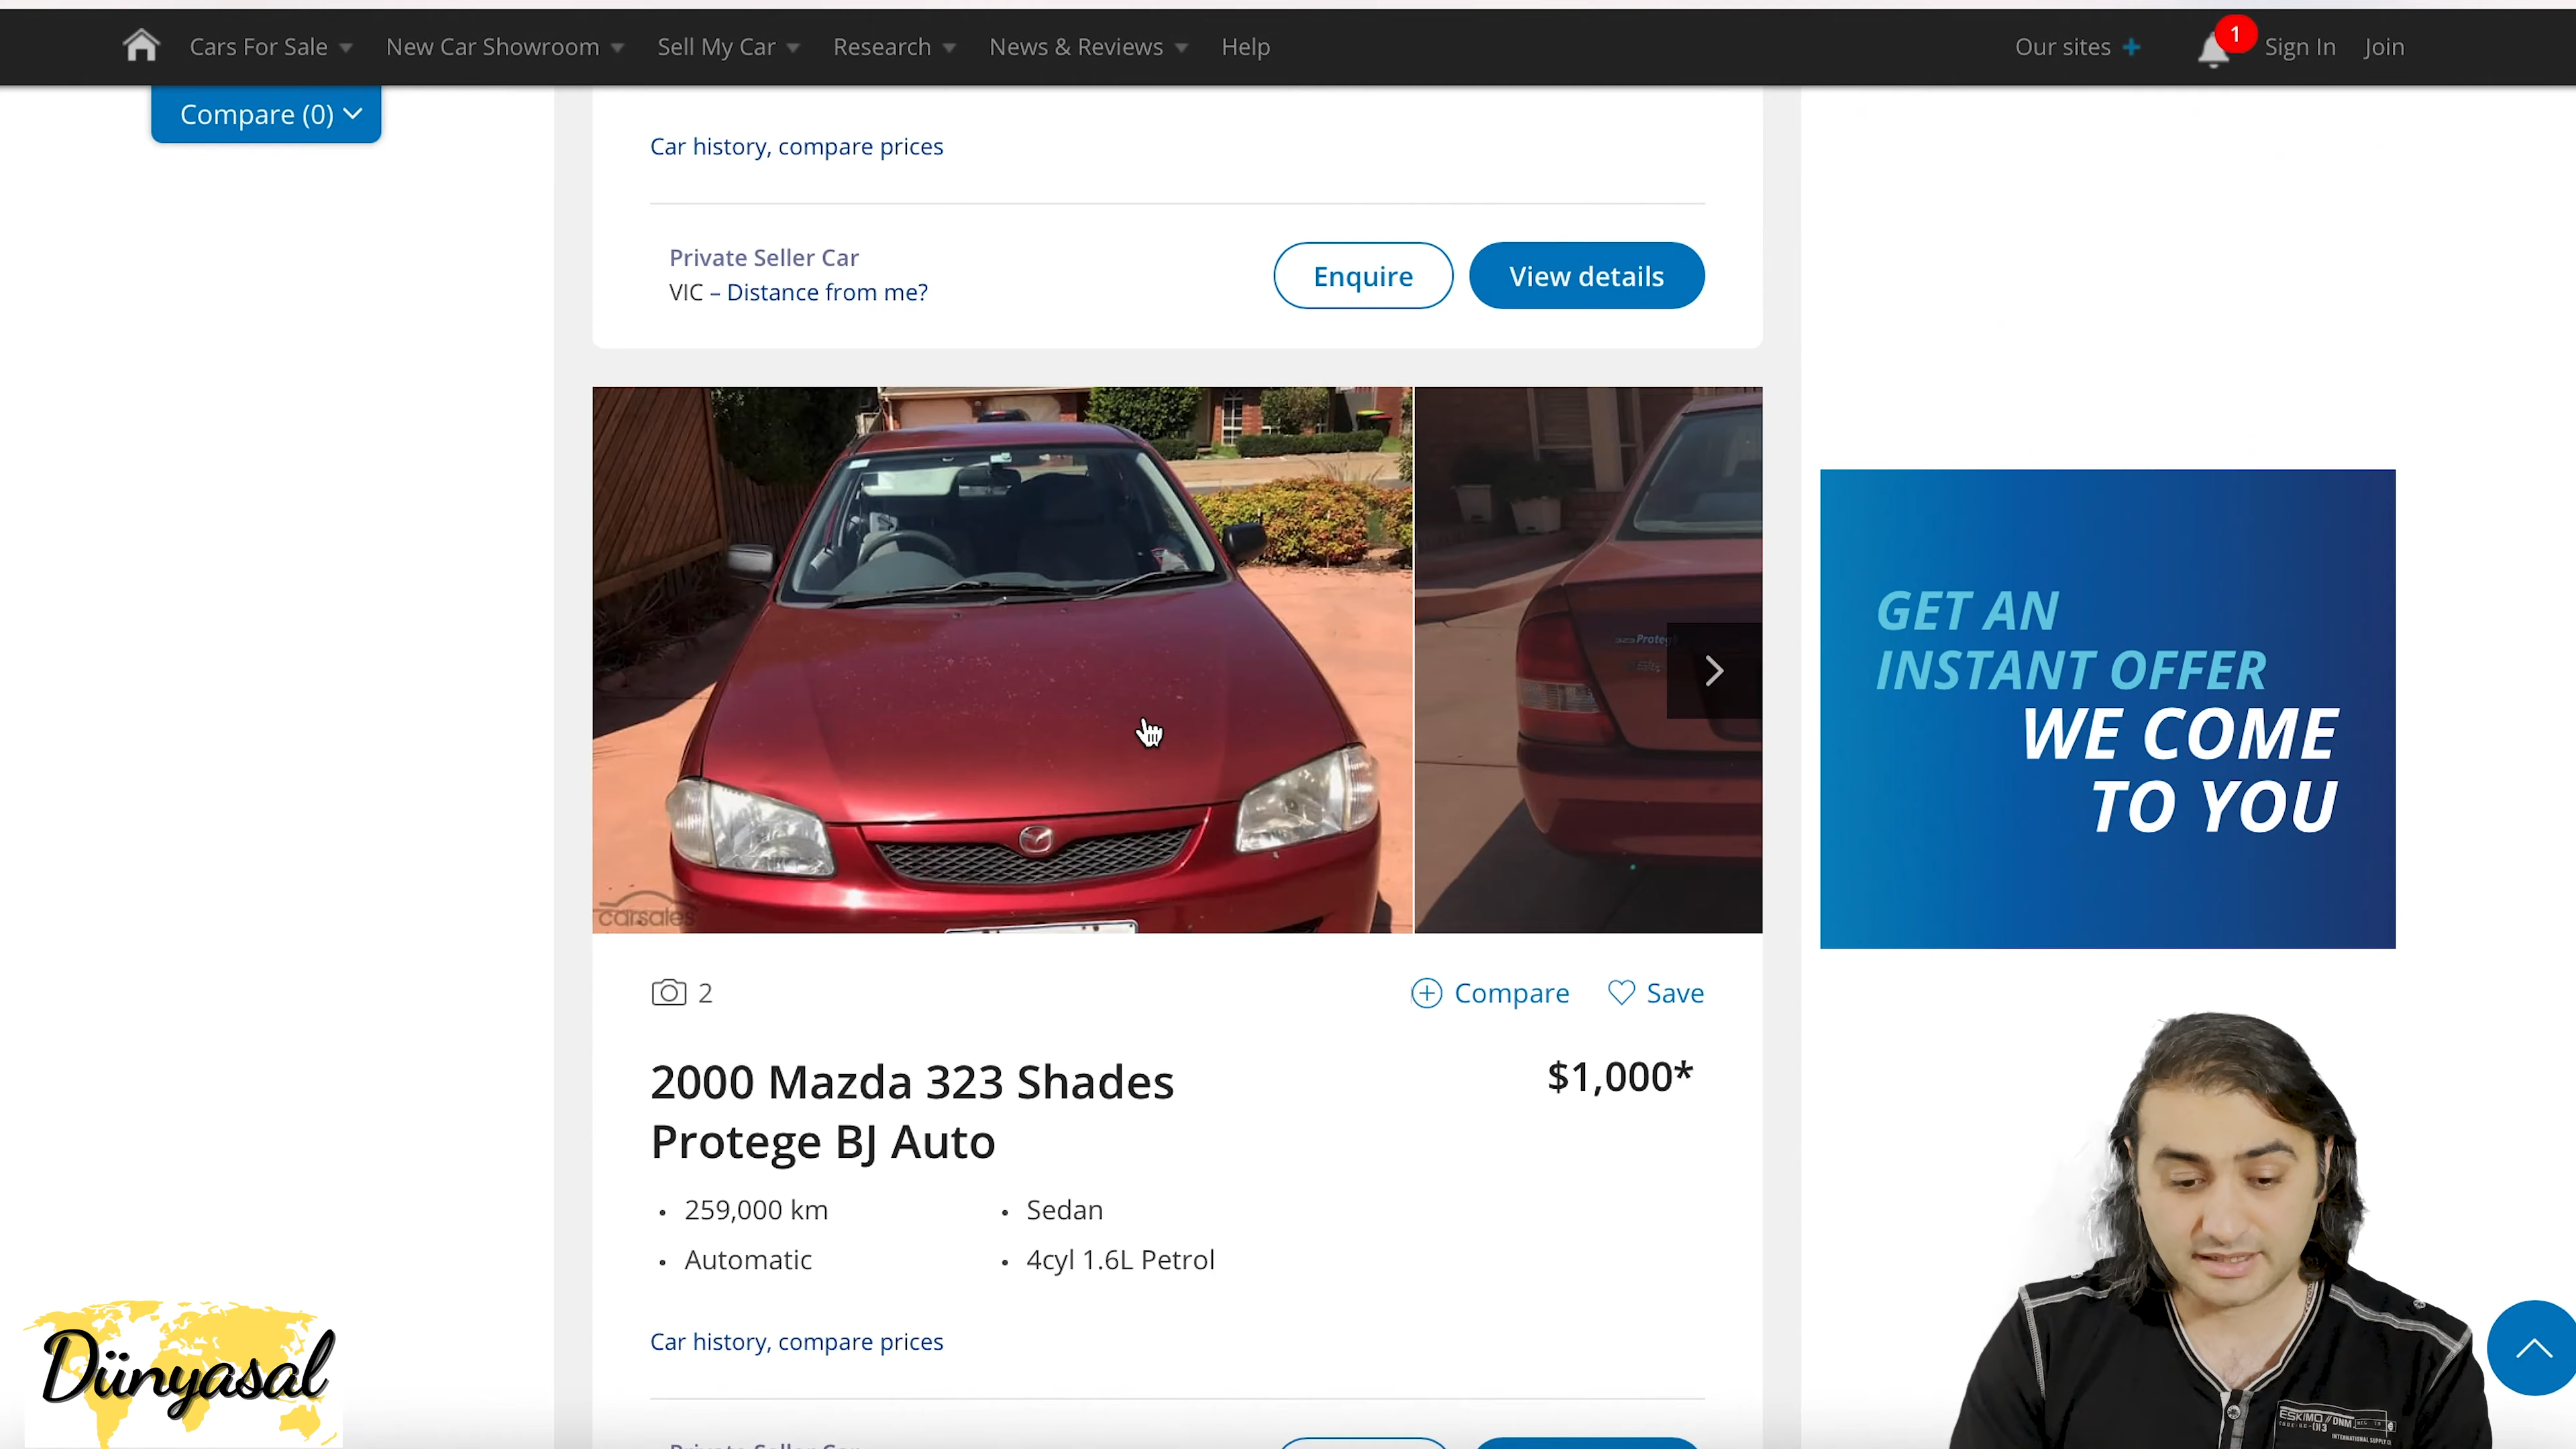 Cars For Sale New Car Showroom Sell My Car Research News & Reviews Help Our sites + 1 Sign In Join
Compare (0)
Car history, compare prices
Private Seller Car
VIC – Distance from me?
Enquire View details
carsales
GET AN
INSTANT OFFER
WE COME
TO YOU
2 Compare Save
2000 Mazda 323 Shades
Protege BJ Auto
$1,000*
• 259,000 km
• Sedan
• Automatic
• 4cyl 1.6L Petrol
Car history, compare prices
Dünyasal
ESKIMO // DNM